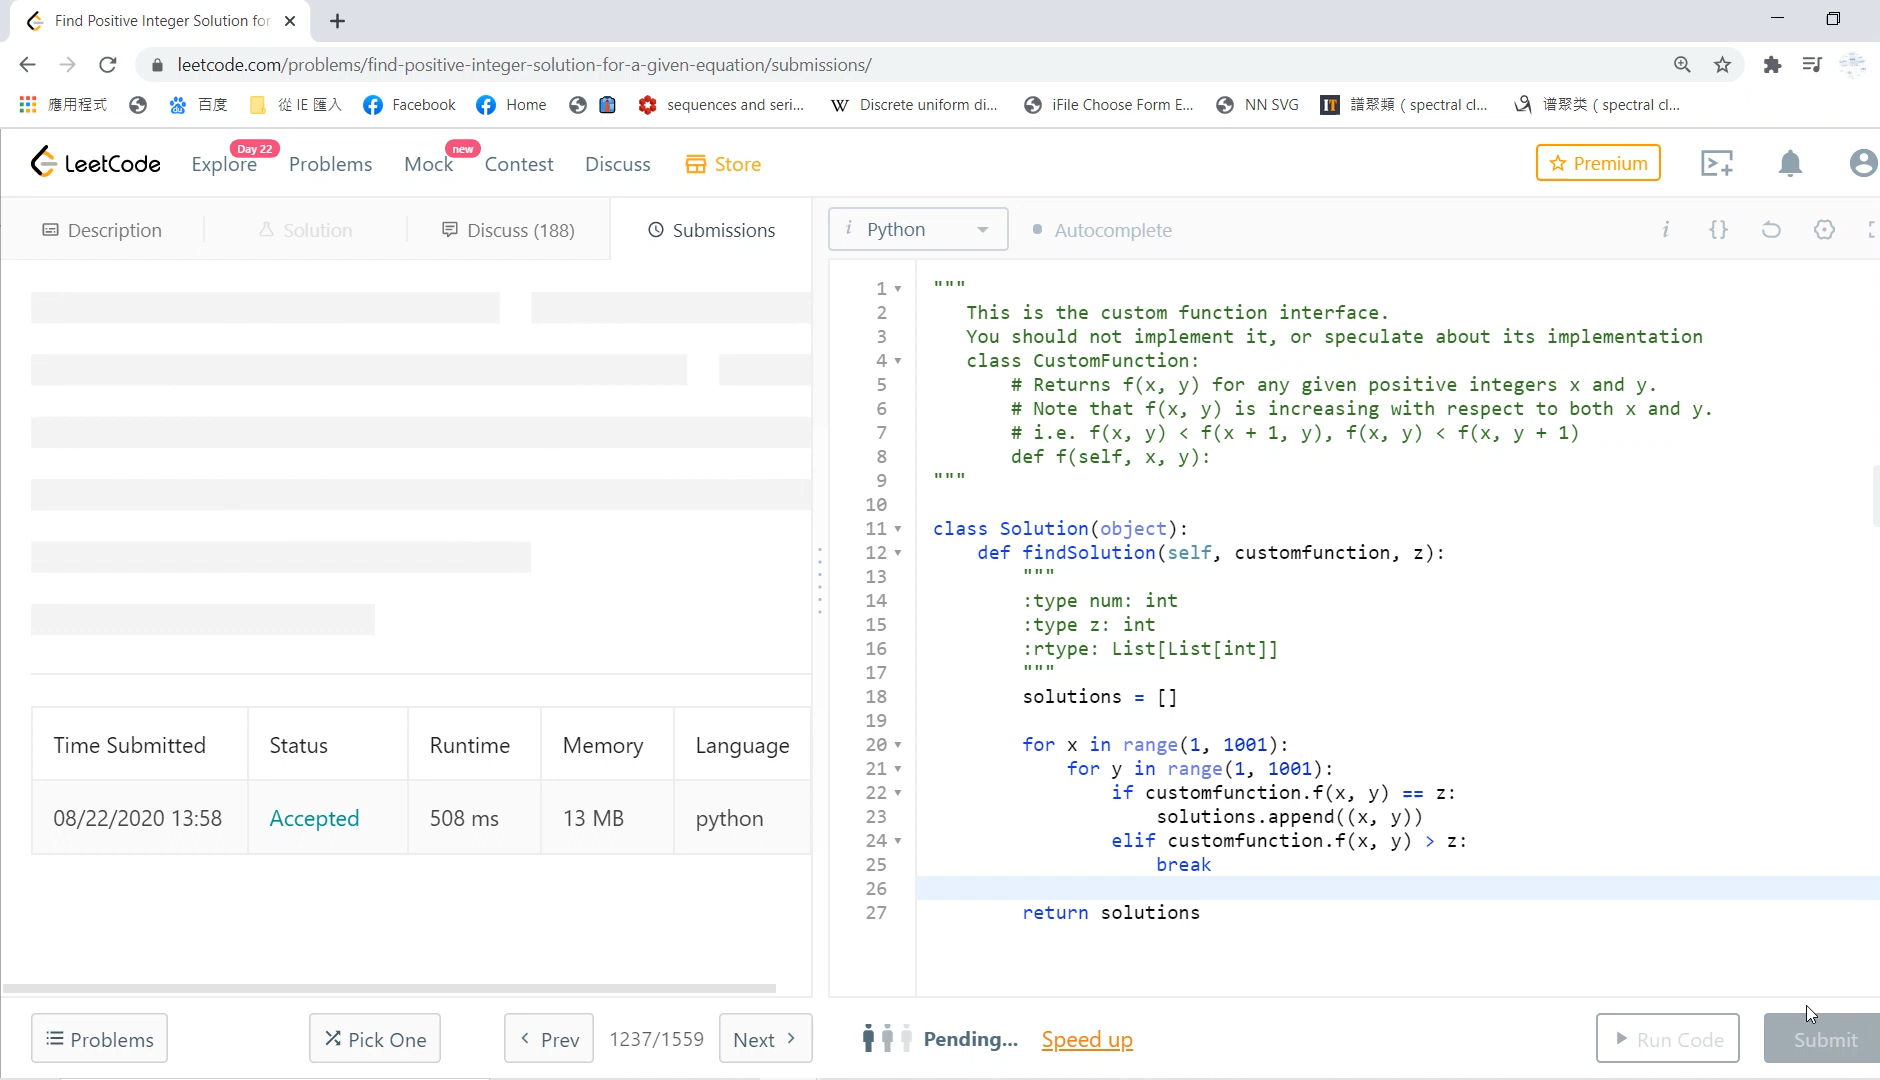 Find Positive Integer Solution for
leetcode.com/problems/find-positive-integer-solution-for-a-given-equation/submissions/
應用程式 百度 從 IE 匯入 Facebook Home sequences and seri... Discrete uniform di... iFile Choose Form E... NN SVG 譜聚類 ( spectral cl... 谱聚类 ( spectral cl...
LeetCode Explore Day 22 Problems Mock new Contest Discuss Store Premium
Description Solution Discuss (188) Submissions
i Python Autocomplete i {}
1 """
2 This is the custom function interface.
3 You should not implement it, or speculate about its implementation
4 class CustomFunction:
5 # Returns f(x, y) for any given positive integers x and y.
6 # Note that f(x, y) is increasing with respect to both x and y.
7 # i.e. f(x, y) < f(x + 1, y), f(x, y) < f(x, y + 1)
8 def f(self, x, y):
9 """
10
11 class Solution(object):
12 def findSolution(self, customfunction, z):
13 """
14 :type num: int
15 :type z: int
16 :rtype: List[List[int]]
17 """
18 solutions = []
19
20 for x in range(1, 1001):
21 for y in range(1, 1001):
22 if customfunction.f(x, y) == z:
23 solutions.append((x, y))
24 elif customfunction.f(x, y) > z:
25 break
26
27 return solutions
Time Submitted Status Runtime Memory Language
08/22/2020 13:58 Accepted 508 ms 13 MB python
Problems Pick One Prev 1237/1559 Next Pending... Speed up Run Code Submit